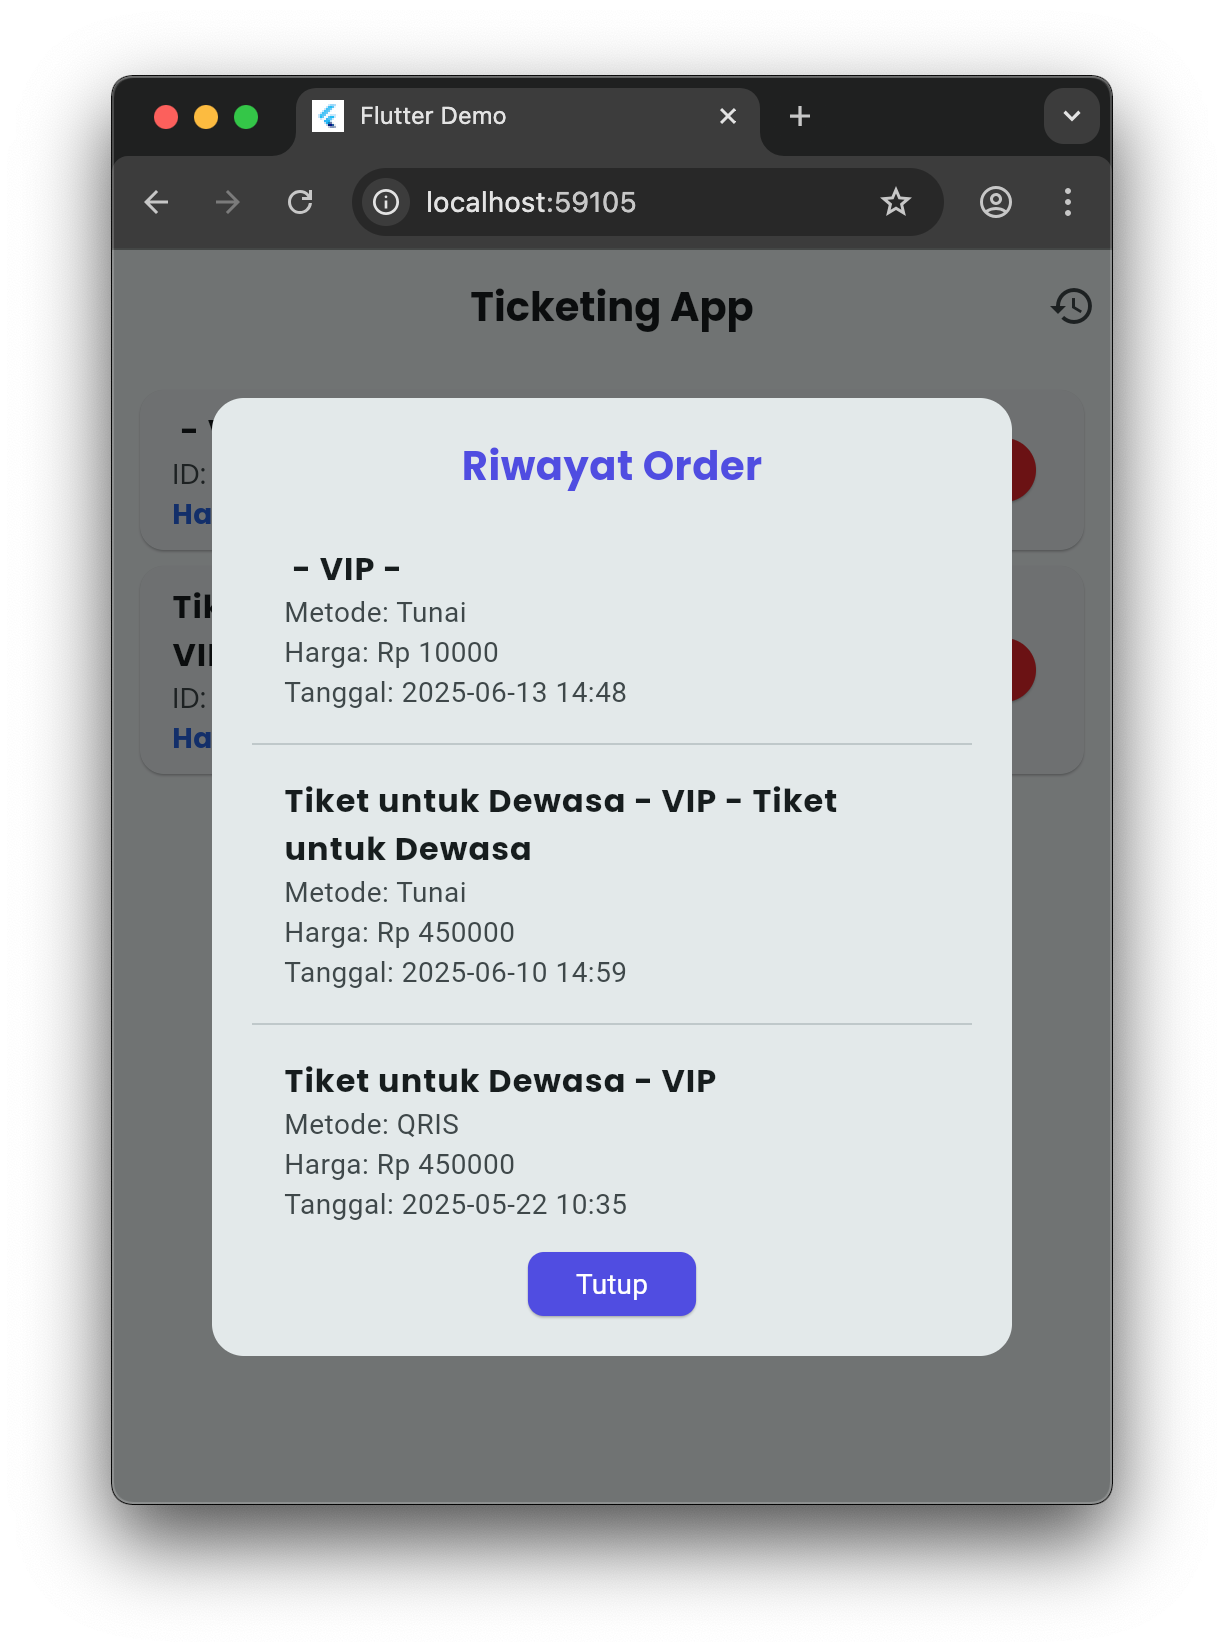 Flutter Demo
localhost:59105
Ticketing App
- V
ID:
Ha
Tik
VI
ID:
Ha
Riwayat Order
- VIP -
Metode: Tunai
Harga: Rp 10000
Tanggal: 2025-06-13 14:48
Tiket untuk Dewasa - VIP - Tiket
untuk Dewasa
Metode: Tunai
Harga: Rp 450000
Tanggal: 2025-06-10 14:59
Tiket untuk Dewasa - VIP
Metode: QRIS
Harga: Rp 450000
Tanggal: 2025-05-22 10:35
Tutup